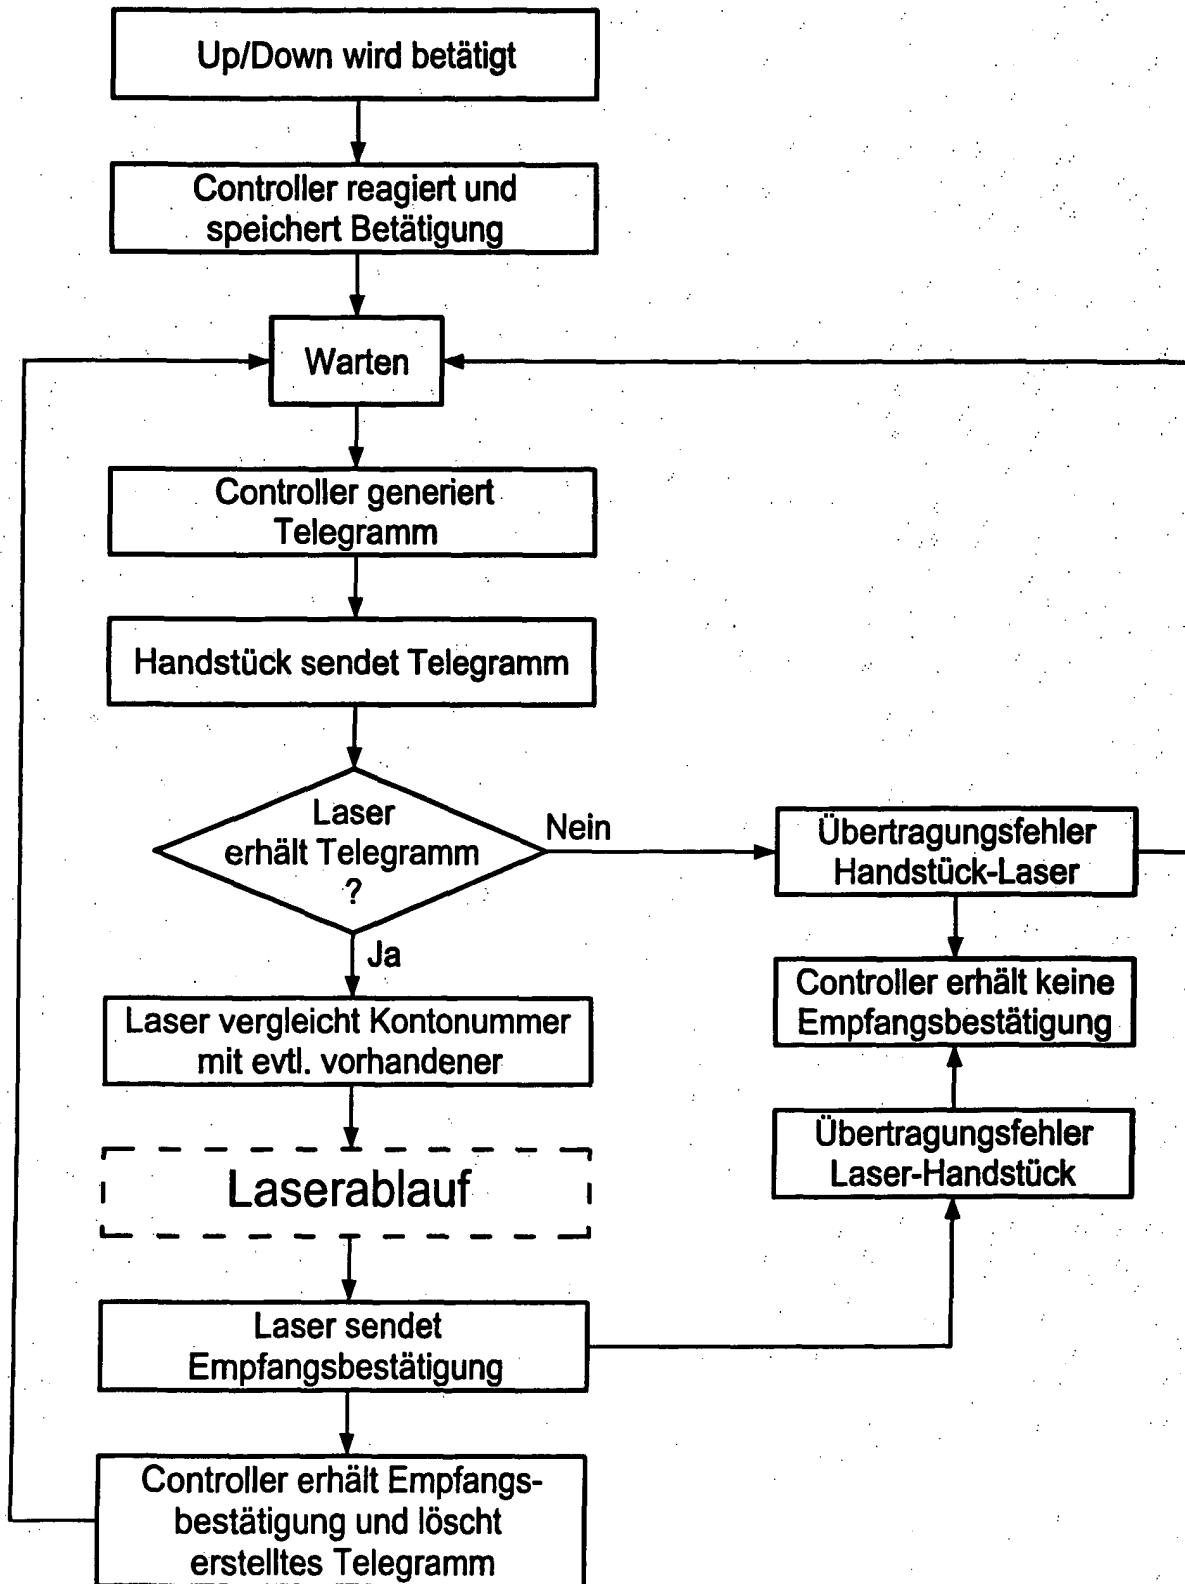 Up/Down wird betätigt
Controller reagiert und
speichert Betätigung
Warten
Controller generiert
Telegramm
Handstück sendet Telegramm
Laser
erhält Telegramm
?
Nein
Übertragungsfehler
Handstück-Laser
Ja
Controller erhält keine
Empfangsbestätigung
Laser vergleicht Kontonummer
mit evtl. vorhandener
Übertragungsfehler
Laser-Handstück
Laserablauf
Laser sendet
Empfangsbestätigung
Controller erhält Empfangs-
bestätigung und löscht
erstelltes Telegramm